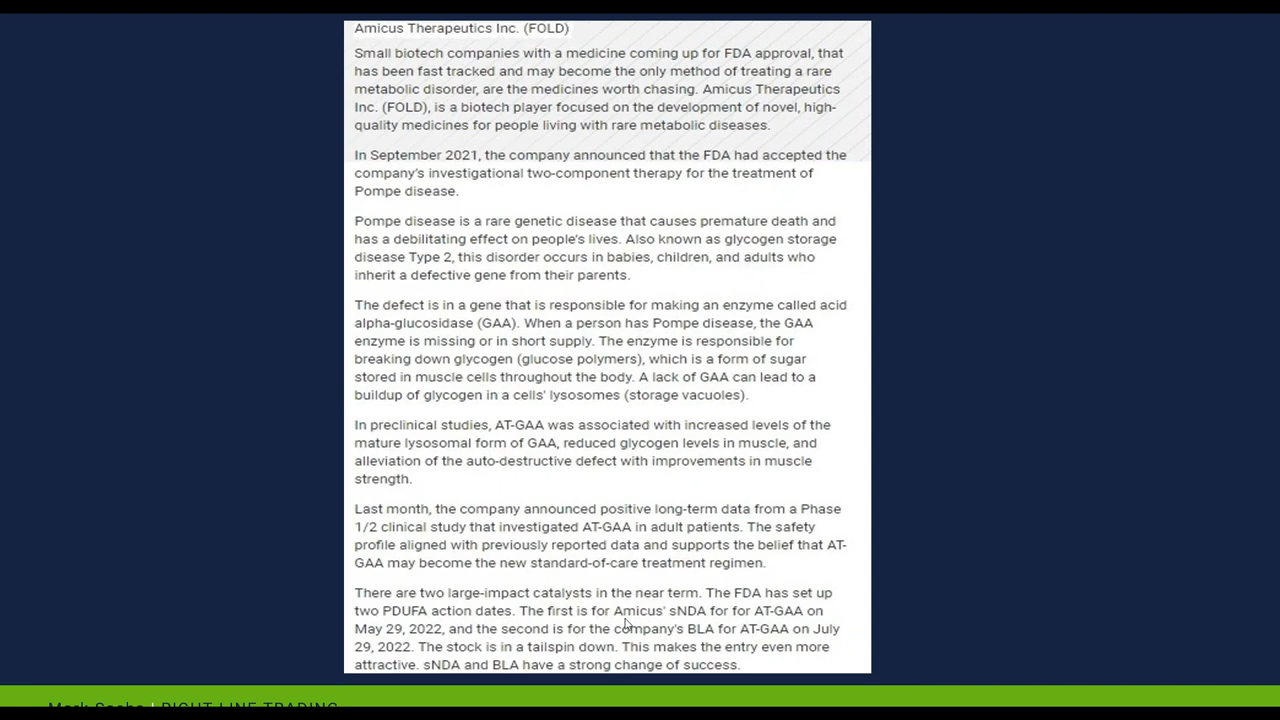 Amicus Therapeutics Inc. (FOLD)
Small biotech companies with a medicine coming up for FDA approval, that
has been fast tracked and may become the only method of treating a rare
metabolic disorder, are the medicines worth chasing. Amicus Therapeutics
Inc. (FOLD), is a biotech player focused on the development of novel, high-
quality medicines for people living with rare metabolic diseases.
In September 2021, the company announced that the FDA had accepted the
company's investigational two-component therapy for the treatment of
Pompe disease.
Pompe disease is a rare genetic disease that causes premature death and
has a debilitating effect on people's lives. Also known as glycogen storage
disease Type 2, this disorder occurs in babies, children, and adults who
inherit a defective gene from their parents.
The defect is in a gene that is responsible for making an enzyme called acid
alpha-glucosidase (GAA). When a person has Pompe disease, the GAA
enzyme is missing or in short supply. The enzyme is responsible for
breaking down glycogen (glucose polymers), which is a form of sugar
stored in muscle cells throughout the body. A lack of GAA can lead to a
buildup of glycogen in a cells' lysosomes (storage vacuoles).
In preclinical studies, AT-GAA was associated with increased levels of the
mature lysosomal form of GAA, reduced glycogen levels in muscle, and
alleviation of the auto-destructive defect with improvements in muscle
strength.
Last month, the company announced positive long-term data from a Phase
1/2 clinical study that investigated AT-GAA in adult patients. The safety
profile aligned with previously reported data and supports the belief that AT-
GAA may become the new standard-of-care treatment regimen.
There are two large-impact catalysts in the near term. The FDA has set up
two PDUFA action dates. The first is for Amicus' sNDA for for AT-GAA on
May 29, 2022, and the second is for the company's BLA for AT-GAA on July
29, 2022. The stock is in a tailspin down. This makes the entry even more
attractive. sNDA and BLA have a strong change of success.
RIGHT LINE TRADING